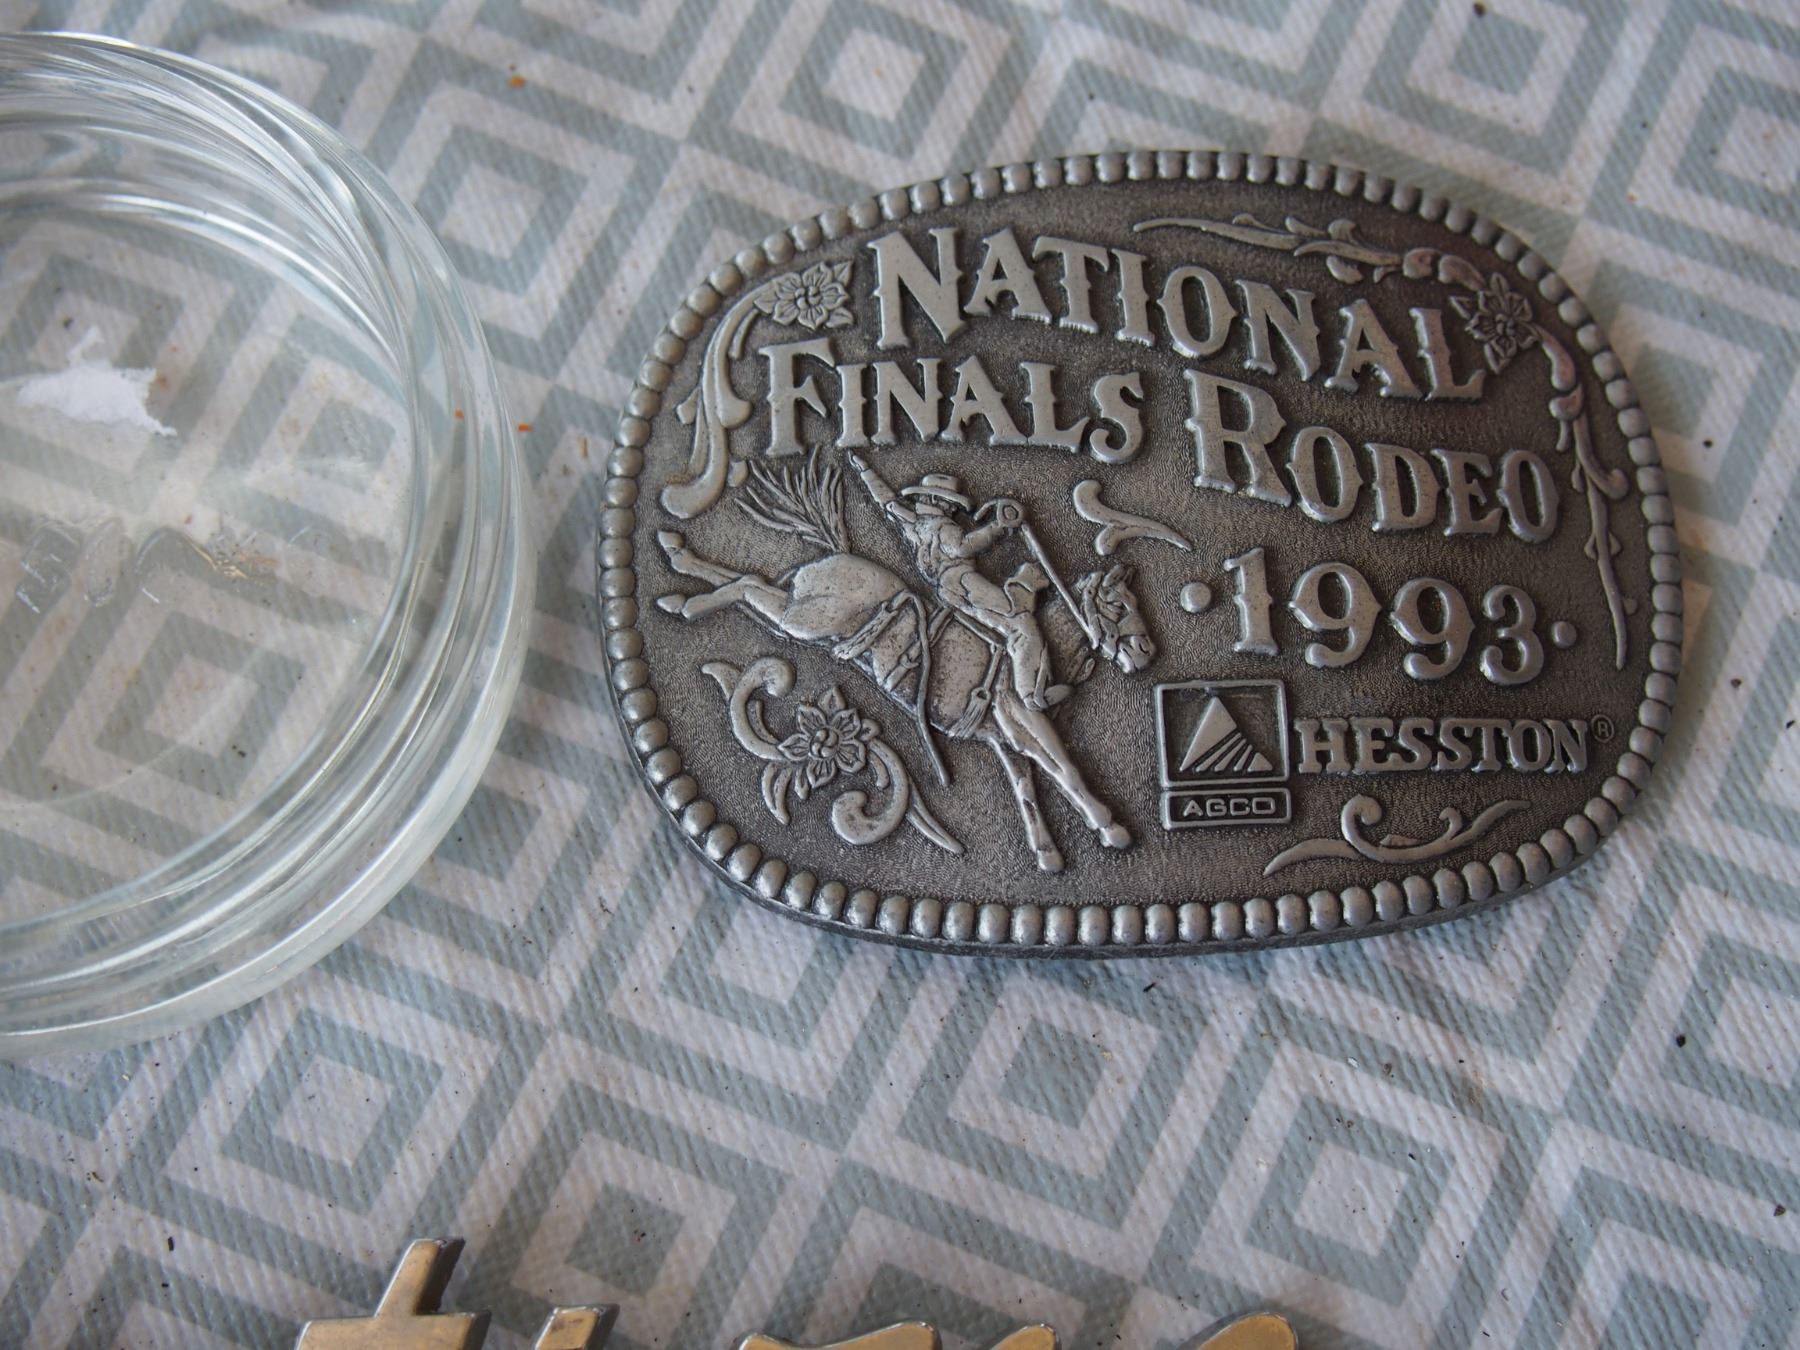 NATIONAL
FINALS RODEO
·1993·
HESSTON®
AGCO